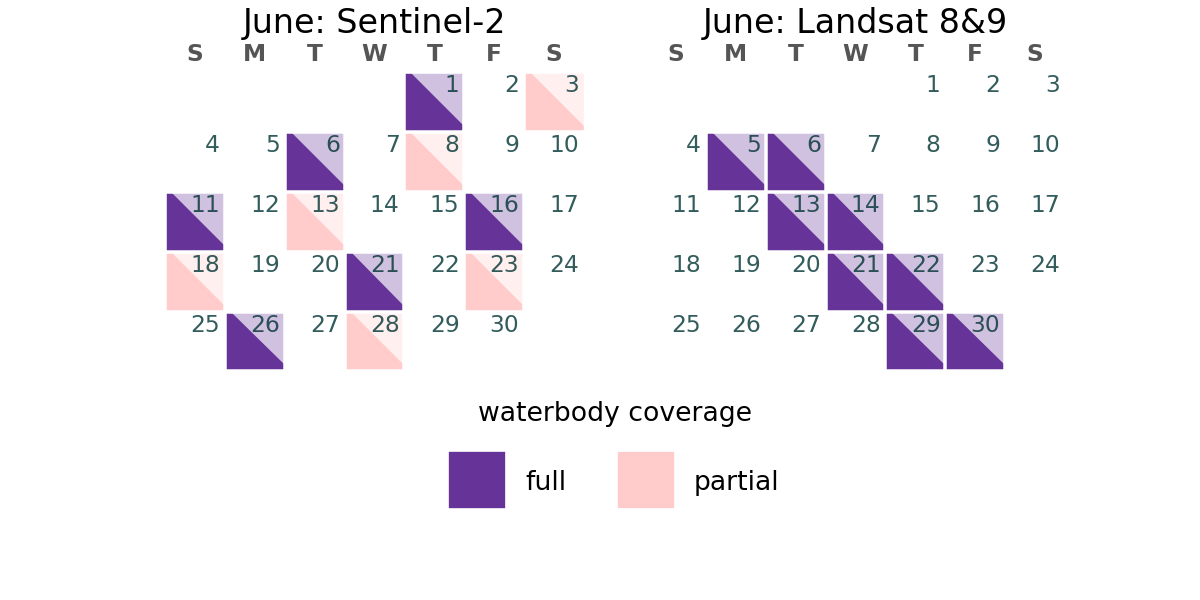 June: Sentinel-2
S M T W T F S
1 2 3
4 5 6 7 8 9 10
11 12 13 14 15 16 17
18 19 20 21 22 23 24
25 26 27 28 29 30
June: Landsat 8&9
S M T W T F S
1 2 3
4 5 6 7 8 9 10
11 12 13 14 15 16 17
18 19 20 21 22 23 24
25 26 27 28 29 30
waterbody coverage
full partial